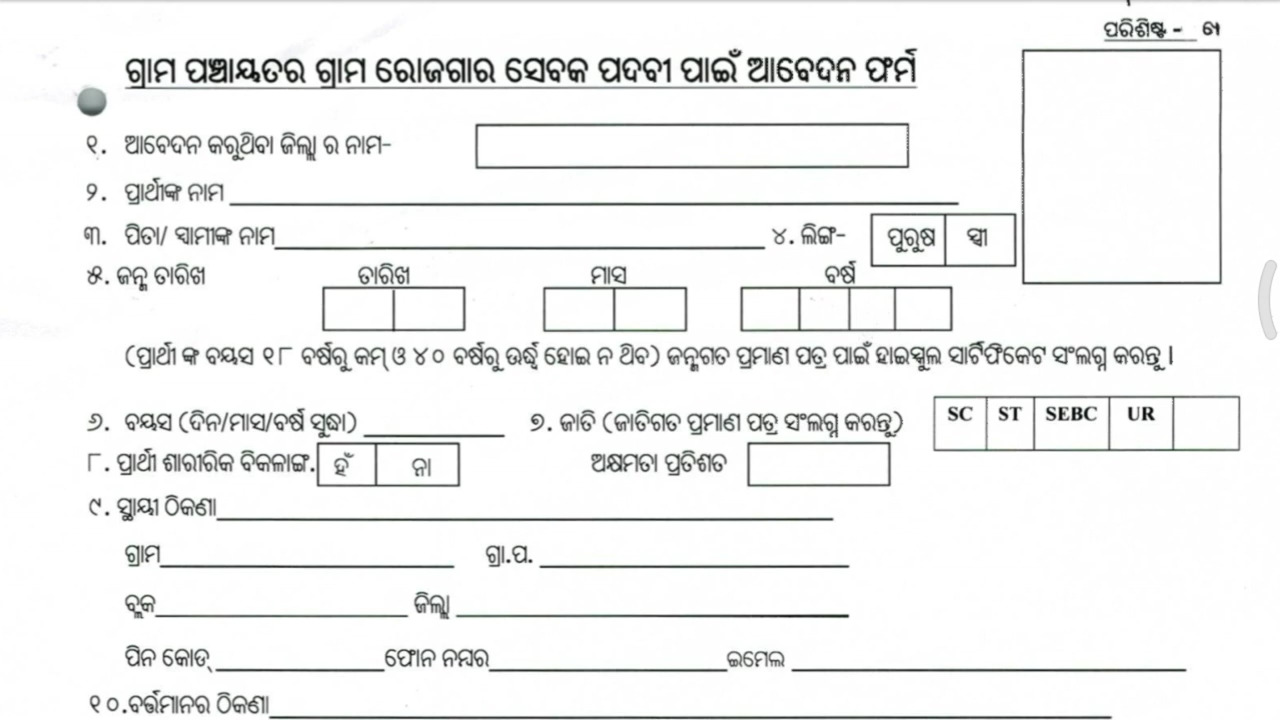 ପରିଶିଷ୍ଟ - ଖ
ଗ୍ରାମ ପଞ୍ଚାୟତର ଗ୍ରାମ ରୋଜଗାର ସେବକ ପଦବୀ ପାଇଁ ଆବେଦନ ଫର୍ମ
୧. ଆବେଦନ କରୁଥିବା ଜିଲ୍ଲା ର ନାମ-
୨. ପ୍ରାର୍ଥୀଙ୍କ ନାମ
୩. ପିତା/ ସ୍ୱାମୀଙ୍କ ନାମ ୪. ଲିଙ୍ଗ- ପୁରୁଷ ସ୍ତ୍ରୀ
୫. ଜନ୍ମ ତାରିଖ ତାରିଖ ମାସ ବର୍ଷ
(ପ୍ରାର୍ଥୀ ଙ୍କ ବୟସ ୧୮ ବର୍ଷରୁ କମ୍ ଓ ୪୦ ବର୍ଷରୁ ଉର୍ଦ୍ଧ୍ଵ ହୋଇ ନ ଥିବ) ଜନ୍ମଗତ ପ୍ରମାଣ ପତ୍ର ପାଇଁ ହାଇସ୍କୁଲ ସାର୍ଟିଫିକେଟ ସଂଲଗ୍ନ କରନ୍ତୁ ।
୬. ବୟସ (ଦିନ/ମାସ/ବର୍ଷ ସୁଦ୍ଧା) ୭. ଜାତି (ଜାତିଗତ ପ୍ରମାଣ ପତ୍ର ସଂଲଗ୍ନ କରନ୍ତୁ) SC ST SEBC UR
୮. ପ୍ରାର୍ଥୀ ଶାରୀରିକ ବିକଳାଙ୍ଗ. ହଁ ନା ଅକ୍ଷମତା ପ୍ରତିଶତ
୯. ସ୍ଥାୟୀ ଠିକଣା
ଗ୍ରାମ ଗ୍ରା.ପ.
ବ୍ଲକ ଜିଲ୍ଲା
ପିନ କୋଡ୍ ଫୋନ ନମ୍ବର ଇମେଲ
୧୦.ବର୍ତ୍ତମାନର ଠିକଣା